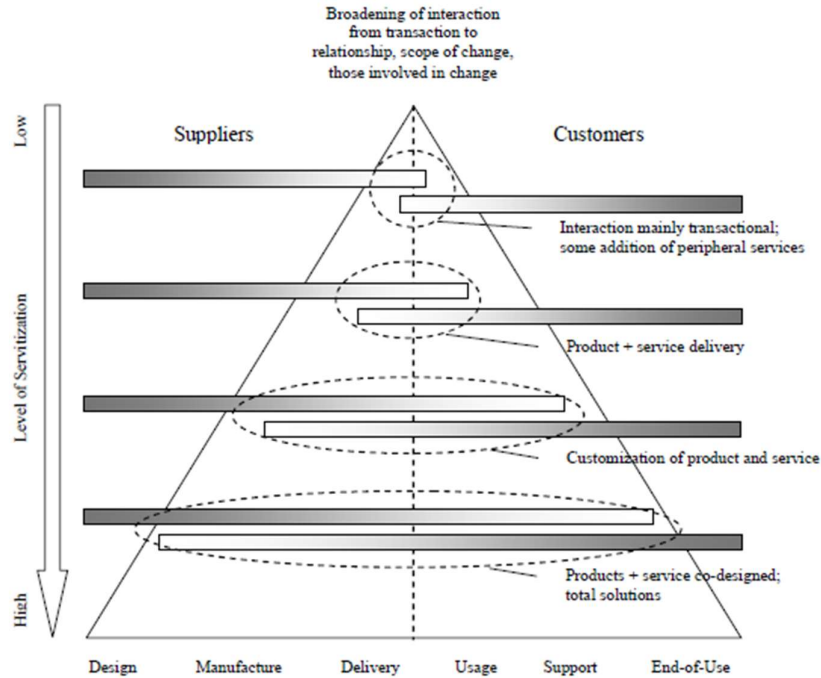 Broadening of interaction
from transaction to
relationship, scope of change,
those involved in change
Low
Suppliers
Customers
Interaction mainly transactional;
some addition of peripheral services
Level of Servitization
Product + service delivery
Customization of product and service
Products + service co-designed;
total solutions
High
Design
Manufacture
Delivery
Usage
Support
End-of-Use